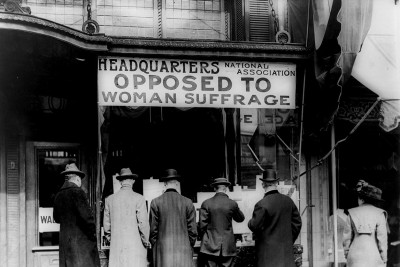 HEADQUARTERS NATIONAL ASSOCIATION
OPPOSED TO
WOMAN SUFFRAGE